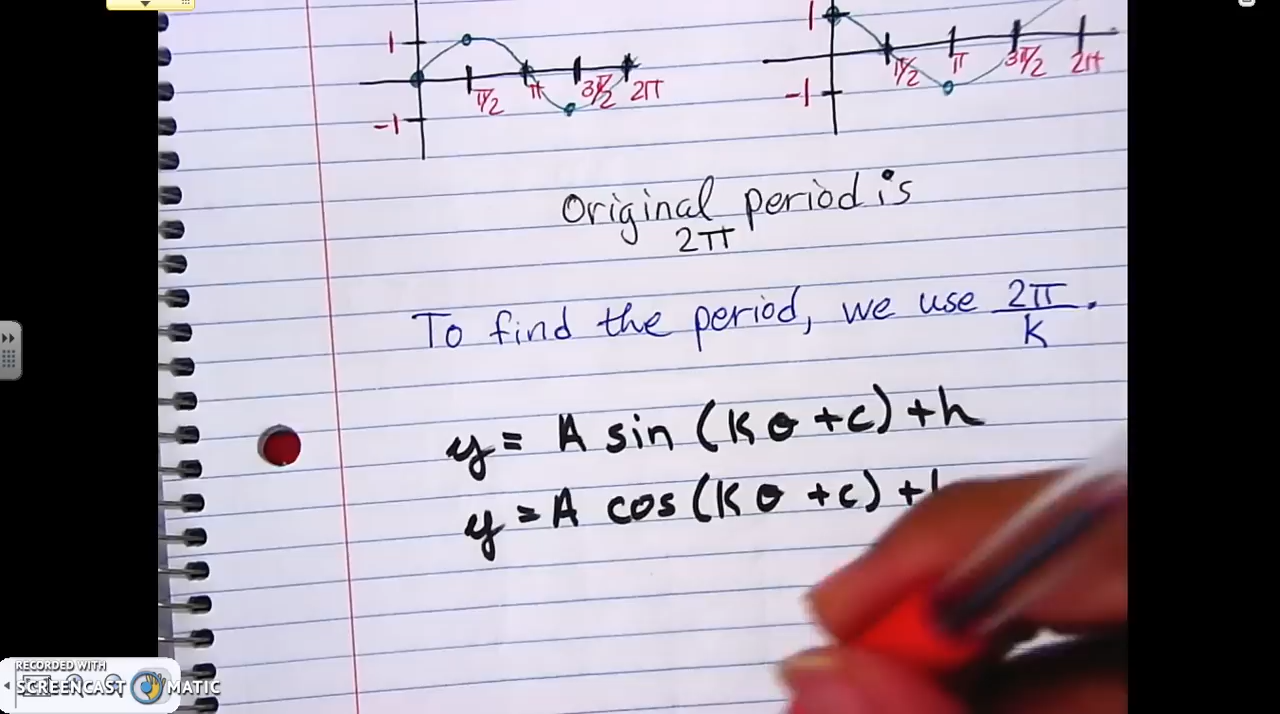 1
-1
π/2 π 3π/2 2π
1
-1
π/2 π 3π/2 2π
Original period is
2π
To find the period, we use 2π/k.
y = A sin (kθ + c) + h
y = A cos (kθ + c) +
RECORDED WITH
SCREENCAST MATIC